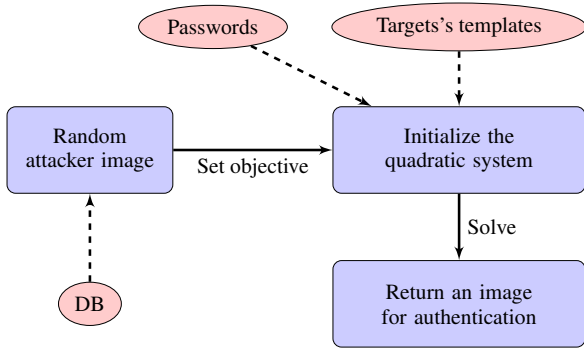 Passwords
Targets's templates
Random
attacker image
Set objective
Initialize the
quadratic system
Solve
DB
Return an image
for authentication